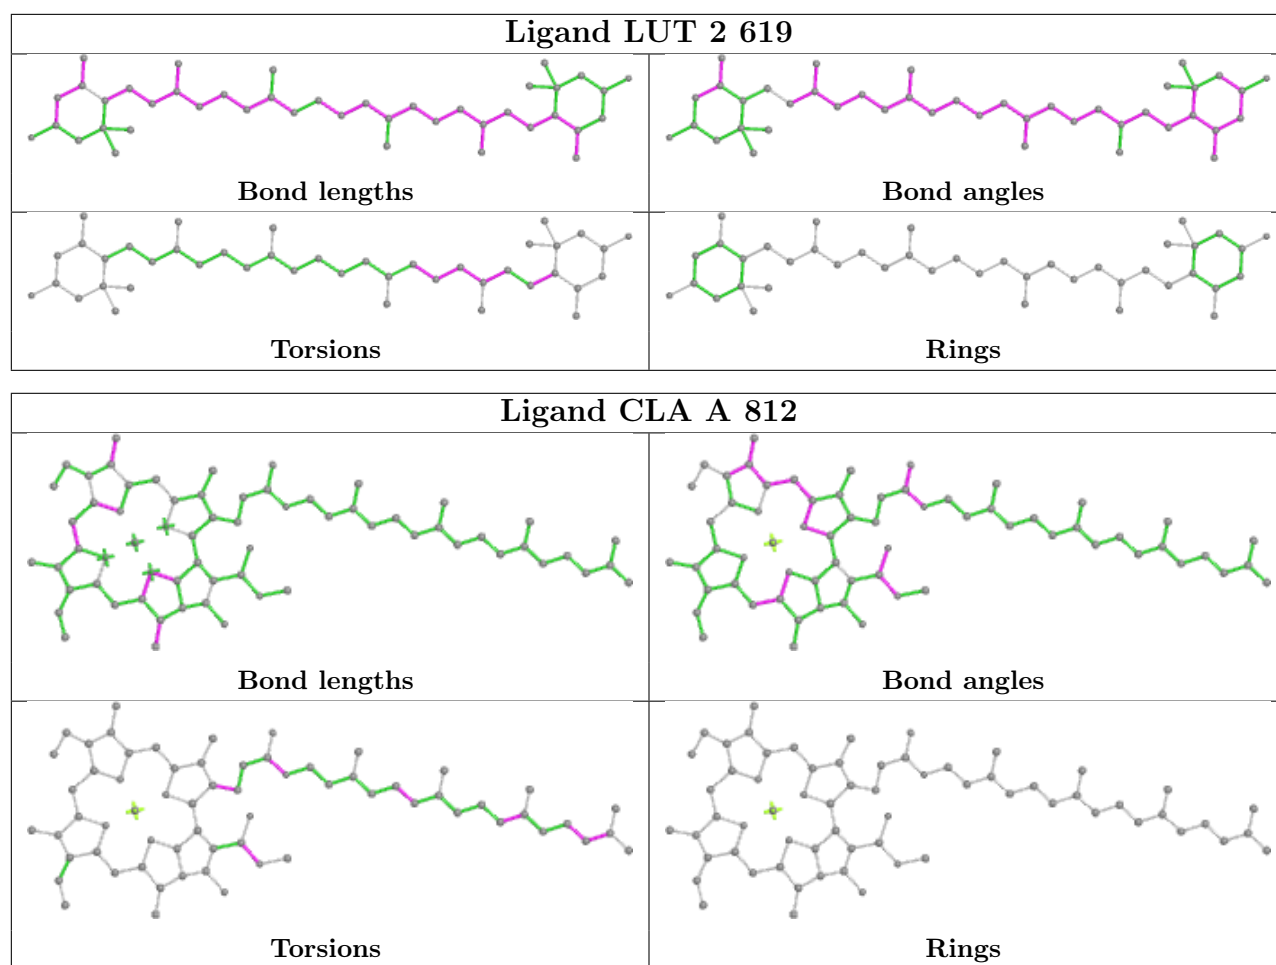 Ligand LUT 2 619
Bond lengths
Bond angles
Torsions
Rings
Ligand CLA A 812
Bond lengths
Bond angles
Torsions
Rings